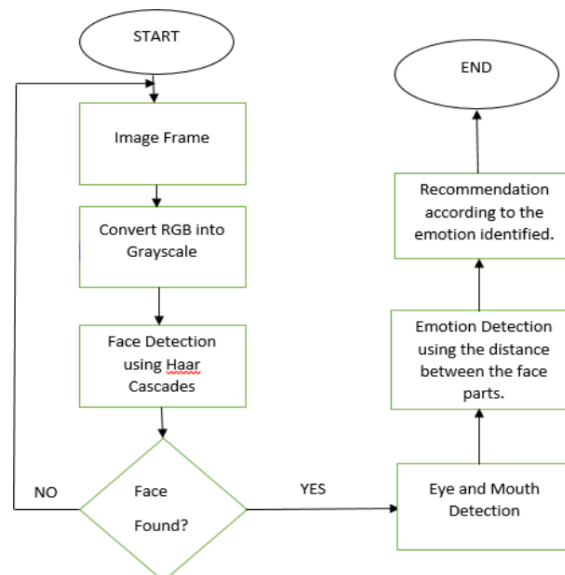 START
Image Frame
Convert RGB into
Grayscale
Face Detection
using Haar
Cascades
Face
Found?
NO
YES
Eye and Mouth
Detection
Emotion Detection
using the distance
between the face
parts.
Recommendation
according to the
emotion identified.
END